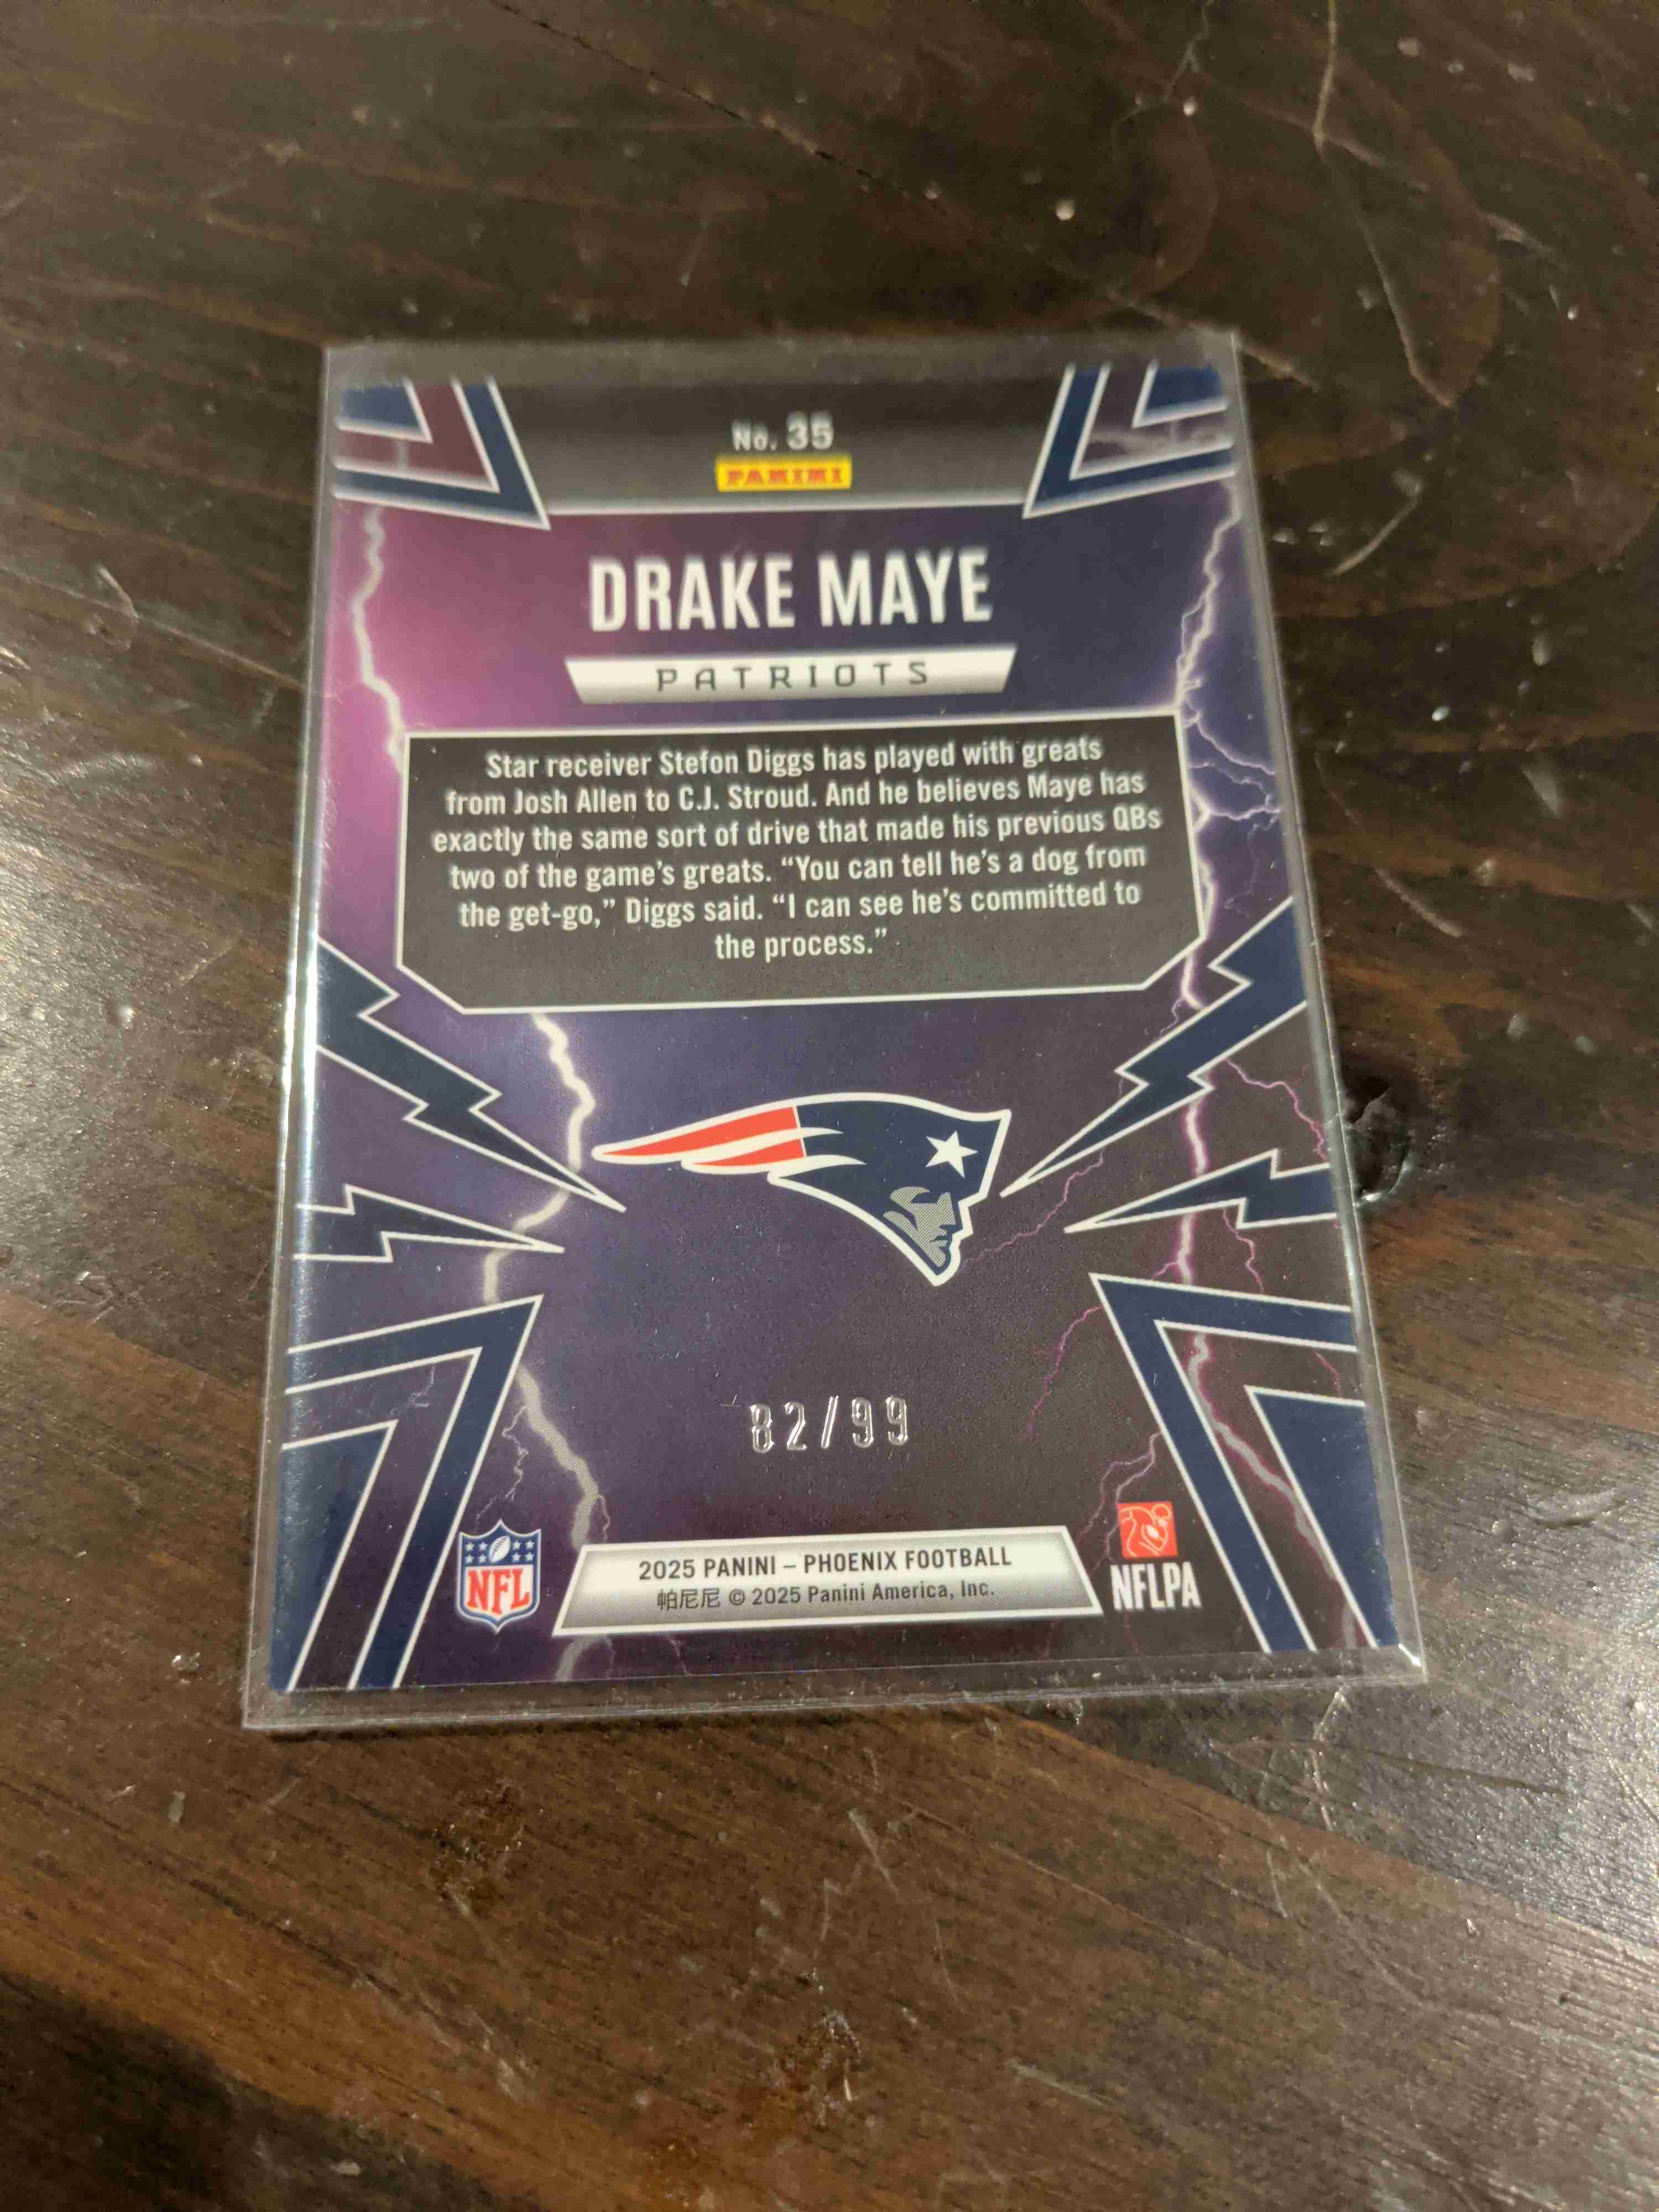 No. 35
PANINI
DRAKE MAYE
PATRIOTS
Star receiver Stefon Diggs has played with greats
from Josh Allen to C.J. Stroud. And he believes Maye has
exactly the same sort of drive that made his previous QBs
two of the game's greats. “You can tell he's a dog from
the get-go,” Diggs said. “I can see he's committed to
the process.”
82/99
NFL
2025 PANINI – PHOENIX FOOTBALL
帕尼尼 © 2025 Panini America, Inc.
NFLPA